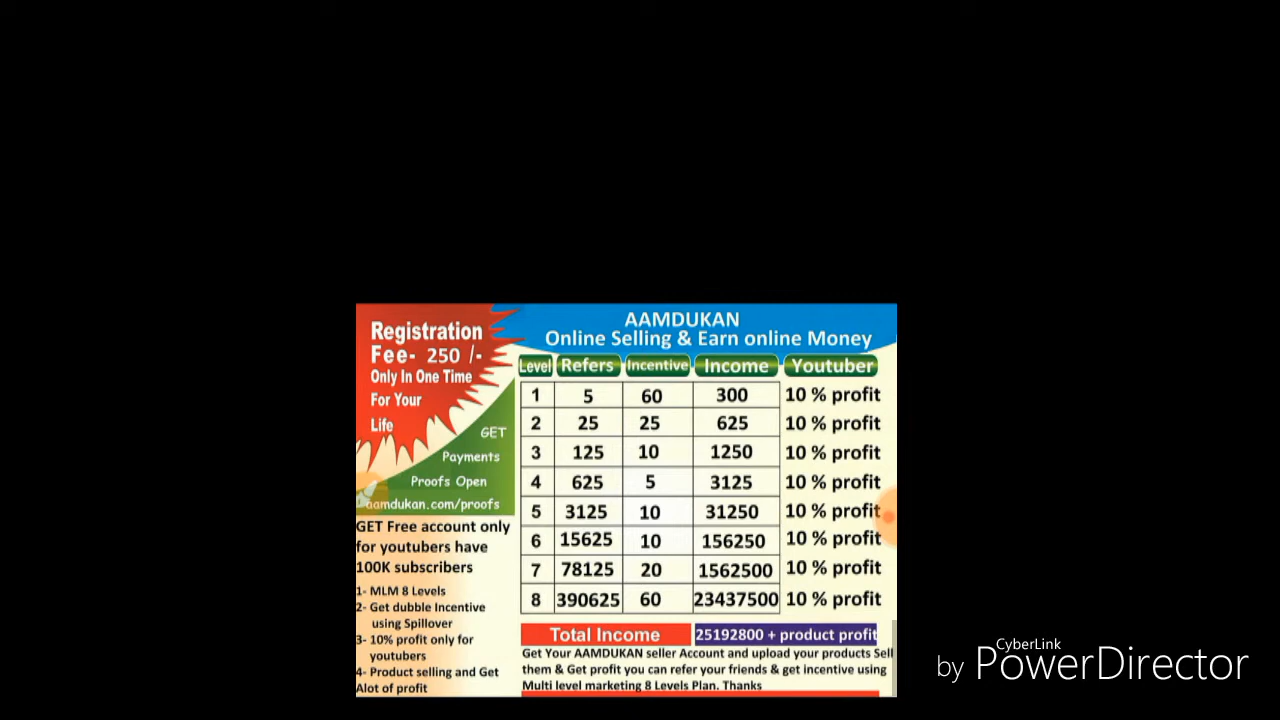 Registration
Fee- 250 /-
Only In One Time
For Your
Life
GET
Payments
Proofs Open
aamdukan.com/proofs
GET Free account only
for youtubers have
100K subscribers
1- MLM 8 Levels
2- Get dubble Incentive
using Spillover
3- 10% profit only for
youtubers
4- Product selling and Get
Alot of profit
AAMDUKAN
Online Selling & Earn online Money
Level Refers Incentive Income Youtuber
1 5 60 300 10 % profit
2 25 25 625 10 % profit
3 125 10 1250 10 % profit
4 625 5 3125 10 % profit
5 3125 10 31250 10 % profit
6 15625 10 156250 10 % profit
7 78125 20 1562500 10 % profit
8 390625 60 23437500 10 % profit
Total Income 25192800 + product profit
Get Your AAMDUKAN seller Account and upload your products Sell
them & Get profit you can refer your friends & get incentive using
Multi level marketing 8 Levels Plan. Thanks
CyberLink
by PowerDirector